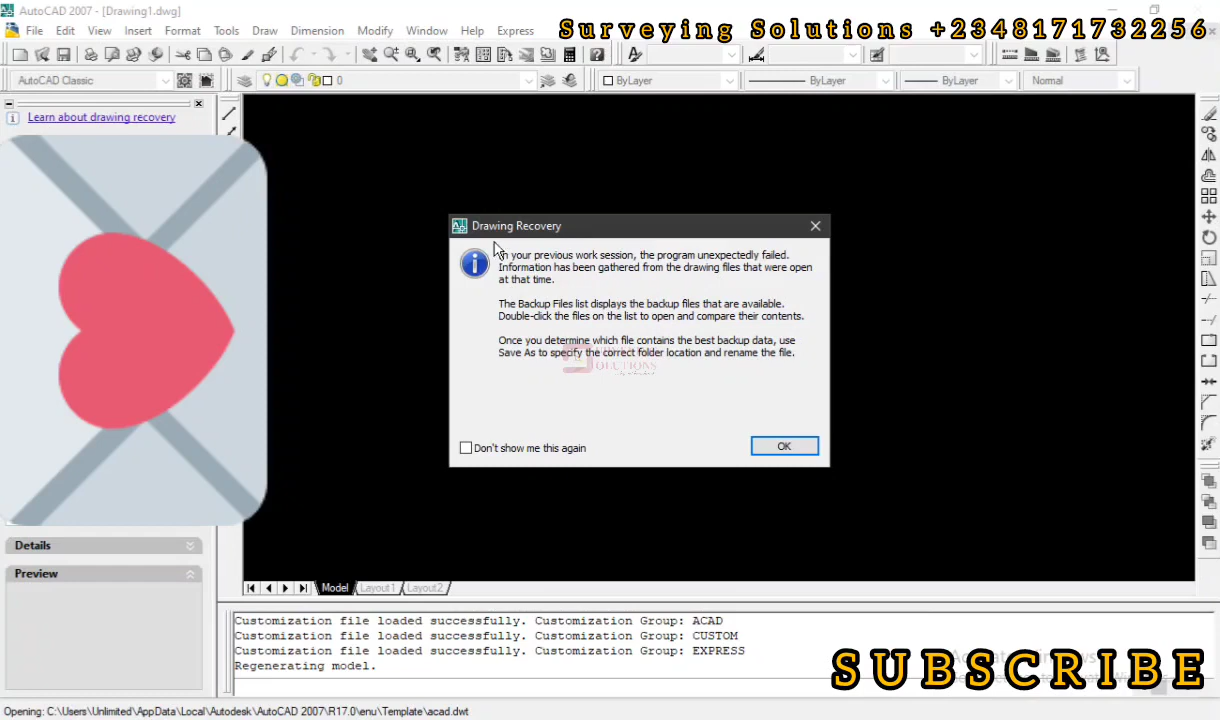 AutoCAD 2007 - [Drawing1.dwg]
File Edit View Insert Format Tools Draw Dimension Modify Window Help Express
Surveying Solutions +2348171732256
AutoCAD Classic
0
ByLayer
ByLayer
ByLayer
Normal
Learn about drawing recovery
Drawing Recovery
In your previous work session, the program unexpectedly failed.
Information has been gathered from the drawing files that were open
at that time.
The Backup Files list displays the backup files that are available.
Double-click the files on the list to open and compare their contents.
Once you determine which file contains the best backup data, use
Save As to specify the correct folder location and rename the file.
SOLUTIONS
Don't show me this again
OK
Details
Preview
Model Layout1 Layout2
Customization file loaded successfully. Customization Group: ACAD
Customization file loaded successfully. Customization Group: CUSTOM
Customization file loaded successfully. Customization Group: EXPRESS
Regenerating model.
SUBSCRIBE
Opening: C:\Users\Unlimited\AppData\Local\Autodesk\AutoCAD 2007\R17.0\enu\Template\acad.dwt